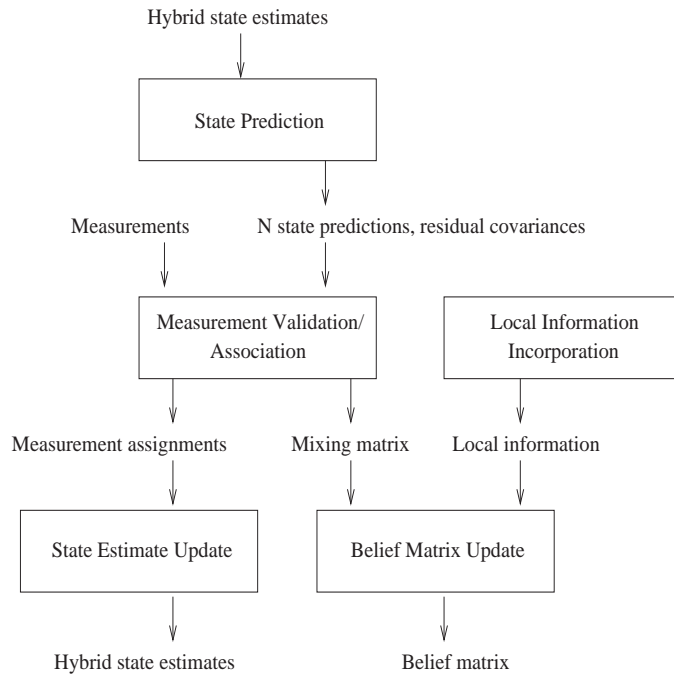 Hybrid state estimates
State Prediction
Measurements
N state predictions, residual covariances
Measurement Validation/
Association
Local Information
Incorporation
Measurement assignments
Mixing matrix
Local information
State Estimate Update
Belief Matrix Update
Hybrid state estimates
Belief matrix